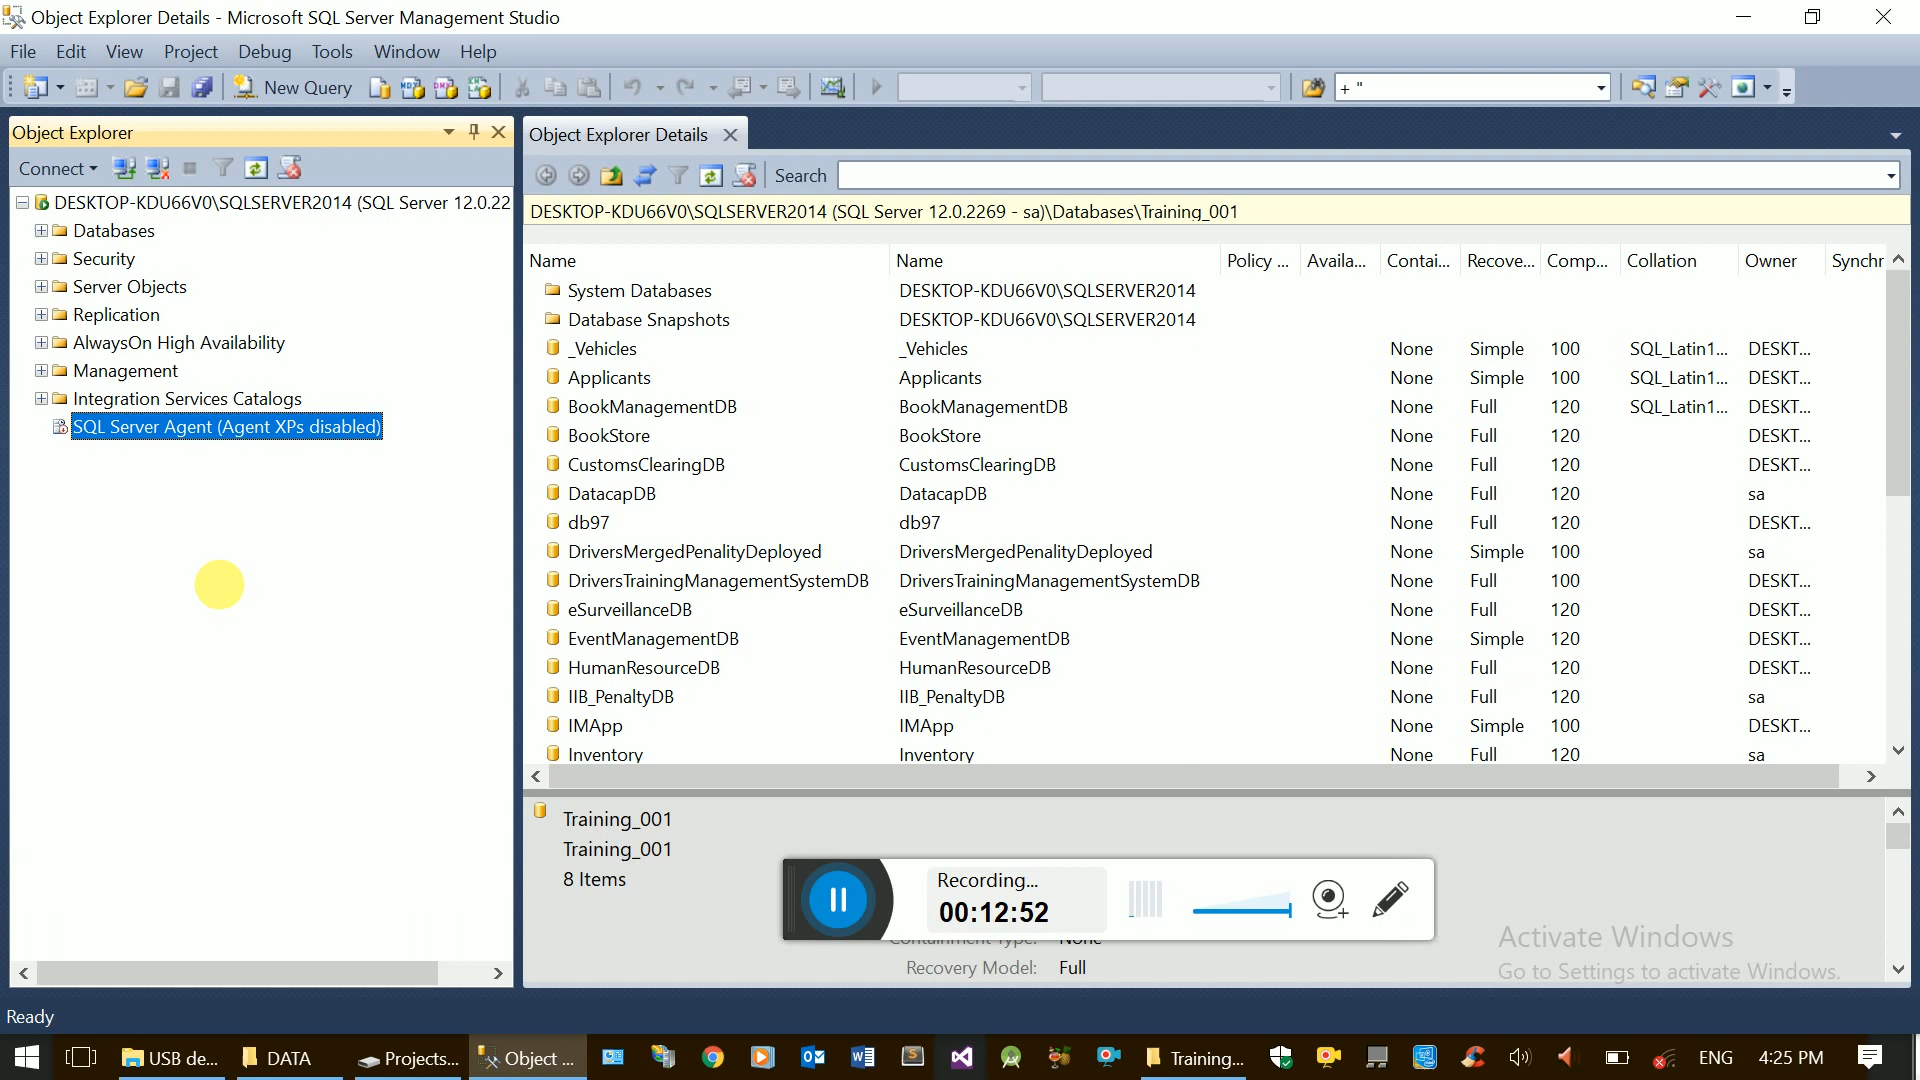 Object Explorer Details - Microsoft SQL Server Management Studio
File Edit View Project Debug Tools Window Help
New Query + "
Object Explorer
Connect
DESKTOP-KDU66V0\SQLSERVER2014 (SQL Server 12.0.22
Databases
Security
Server Objects
Replication
AlwaysOn High Availability
Management
Integration Services Catalogs
SQL Server Agent (Agent XPs disabled)
Object Explorer Details
Search
DESKTOP-KDU66V0\SQLSERVER2014 (SQL Server 12.0.2269 - sa)\Databases\Training_001
Name Name Policy ... Availa... Contai... Recove... Comp... Collation Owner Synchr
System Databases DESKTOP-KDU66V0\SQLSERVER2014
Database Snapshots DESKTOP-KDU66V0\SQLSERVER2014
_Vehicles _Vehicles None Simple 100 SQL_Latin1... DESKT...
Applicants Applicants None Simple 100 SQL_Latin1... DESKT...
BookManagementDB BookManagementDB None Full 120 SQL_Latin1... DESKT...
BookStore BookStore None Full 120 DESKT...
CustomsClearingDB CustomsClearingDB None Full 120 DESKT...
DatacapDB DatacapDB None Full 120 sa
db97 db97 None Full 120 DESKT...
DriversMergedPenalityDeployed DriversMergedPenalityDeployed None Simple 100 sa
DriversTrainingManagementSystemDB DriversTrainingManagementSystemDB None Full 100 DESKT...
eSurveillanceDB eSurveillanceDB None Full 120 DESKT...
EventManagementDB EventManagementDB None Simple 120 DESKT...
HumanResourceDB HumanResourceDB None Full 120 DESKT...
IIB_PenaltyDB IIB_PenaltyDB None Full 120 sa
IMApp IMApp None Simple 100 DESKT...
Inventory Inventory None Full 120 sa
Training_001
Training_001
8 Items
Recording...
00:12:52
Containment Type: None
Recovery Model: Full
Activate Windows
Go to Settings to activate Windows.
Ready
USB de... DATA Projects... Object ... Training... ENG 4:25 PM